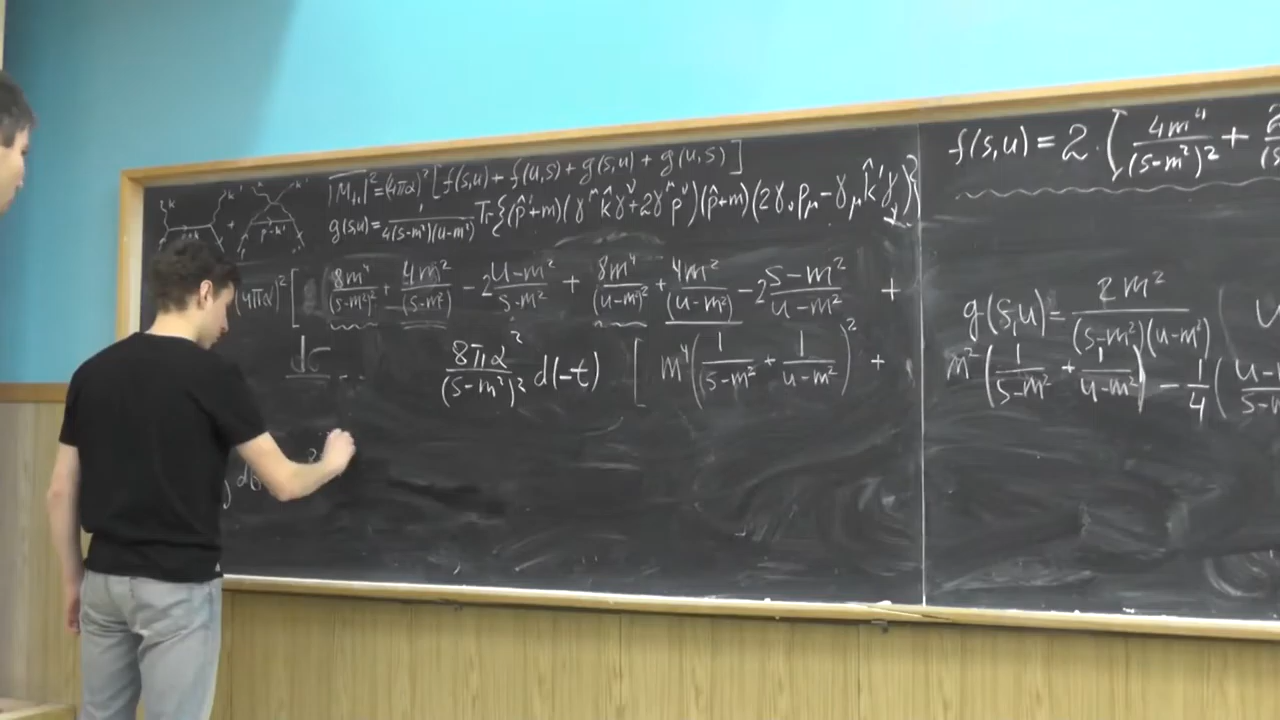 |M_fi|² = (4πα)² [ f(s,u) + f(u,s) + g(s,u) + g(u,s) ]
g(s,u) = 1/(4(s-m²)(u-m²)) Tr{(p̂'+m)(γ^μ k̂ γ^ν + 2γ^μ p^ν)(p̂+m)(2γ_ν p_μ - γ_μ k̂' γ_ν)}
(4πα)² [ 8m⁴/(s-m²)² + 4m²/(s-m²) - 2 (u-m²)/(s-m²) + 8m⁴/(u-m²)² + 4m²/(u-m²) - 2 (s-m²)/(u-m²) +
dσ 8πα²/(s-m²)² d(-t) [ m⁴ (1/(s-m²) + 1/(u-m²))² +
f(s,u) = 2 · [ 4m⁴/(s-m²)² +
g(s,u) = 2m²/((s-m²)(u-m²)) (
m² (1/(s-m²) + 1/(u-m²)) - 1/4 (
k k'
+
k'
p-k'